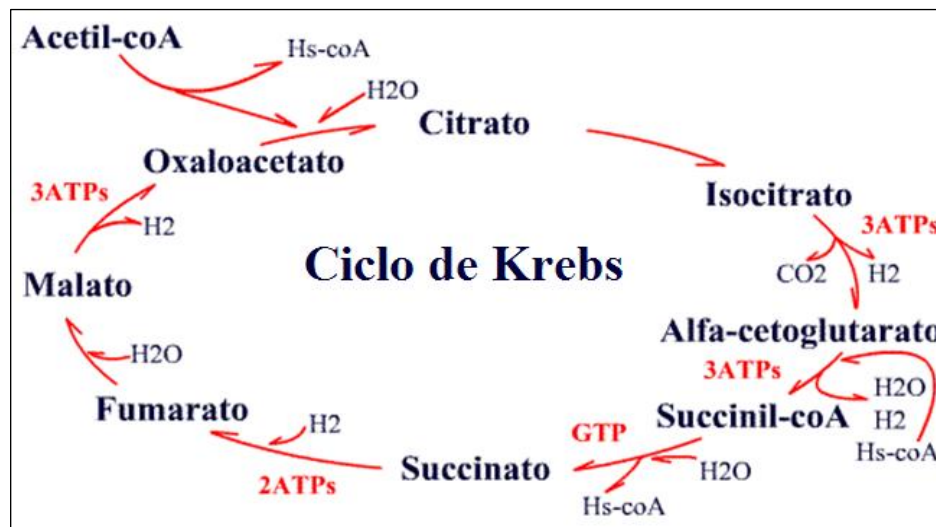 Acetil-coA
Hs-coA
H2O
Citrato
Oxaloacetato
3ATPs
H2
Isocitrato
3ATPs
CO2
H2
Ciclo de Krebs
Malato
Alfa-cetoglutarato
H2O
3ATPs
H2O
H2
Hs-coA
Fumarato
H2
Succinil-coA
GTP
H2O
Succinato
2ATPs
Hs-coA